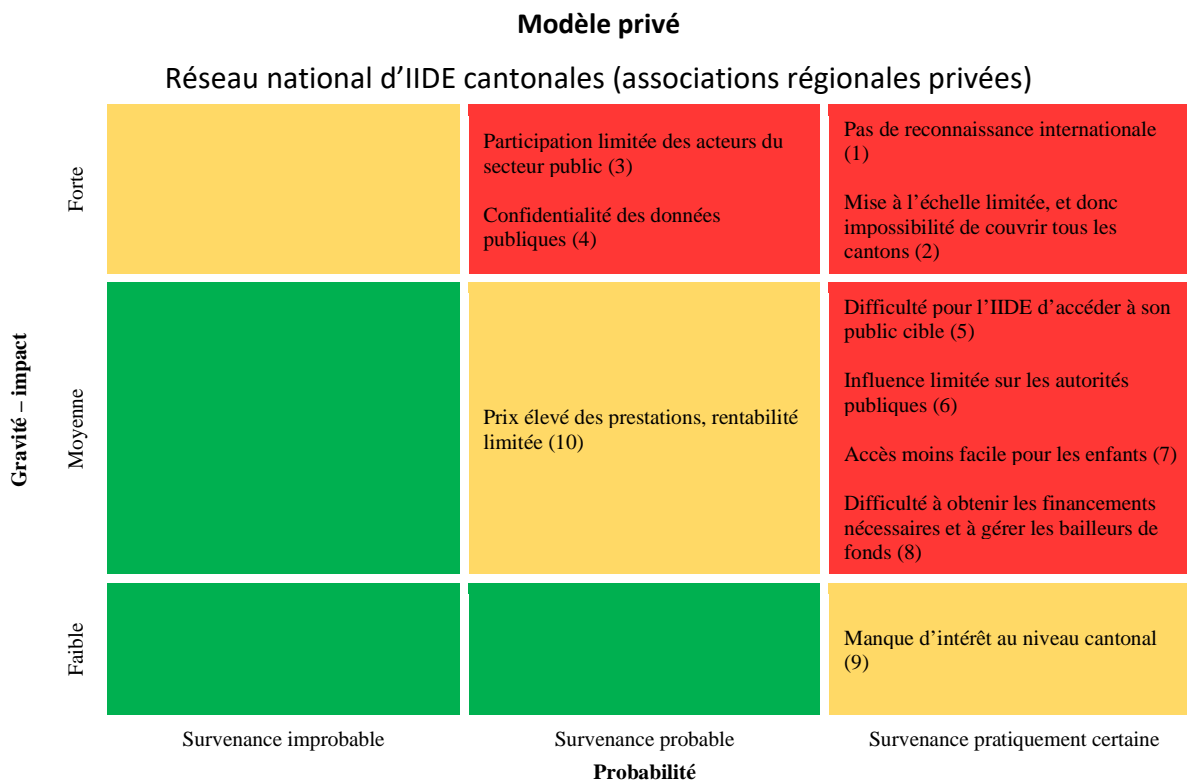 Modèle privé
Réseau national d’IIDE cantonales (associations régionales privées)
Gravité – impact
Forte
Participation limitée des acteurs du
secteur public (3)
Confidentialité des données
publiques (4)
Pas de reconnaissance internationale
(1)
Mise à l’échelle limitée, et donc
impossibilité de couvrir tous les
cantons (2)
Moyenne
Prix élevé des prestations, rentabilité
limitée (10)
Difficulté pour l’IIDE d’accéder à son
public cible (5)
Influence limitée sur les autorités
publiques (6)
Accès moins facile pour les enfants (7)
Difficulté à obtenir les financements
nécessaires et à gérer les bailleurs de
fonds (8)
Faible
Manque d’intérêt au niveau cantonal
(9)
Survenance improbable
Survenance probable
Survenance pratiquement certaine
Probabilité